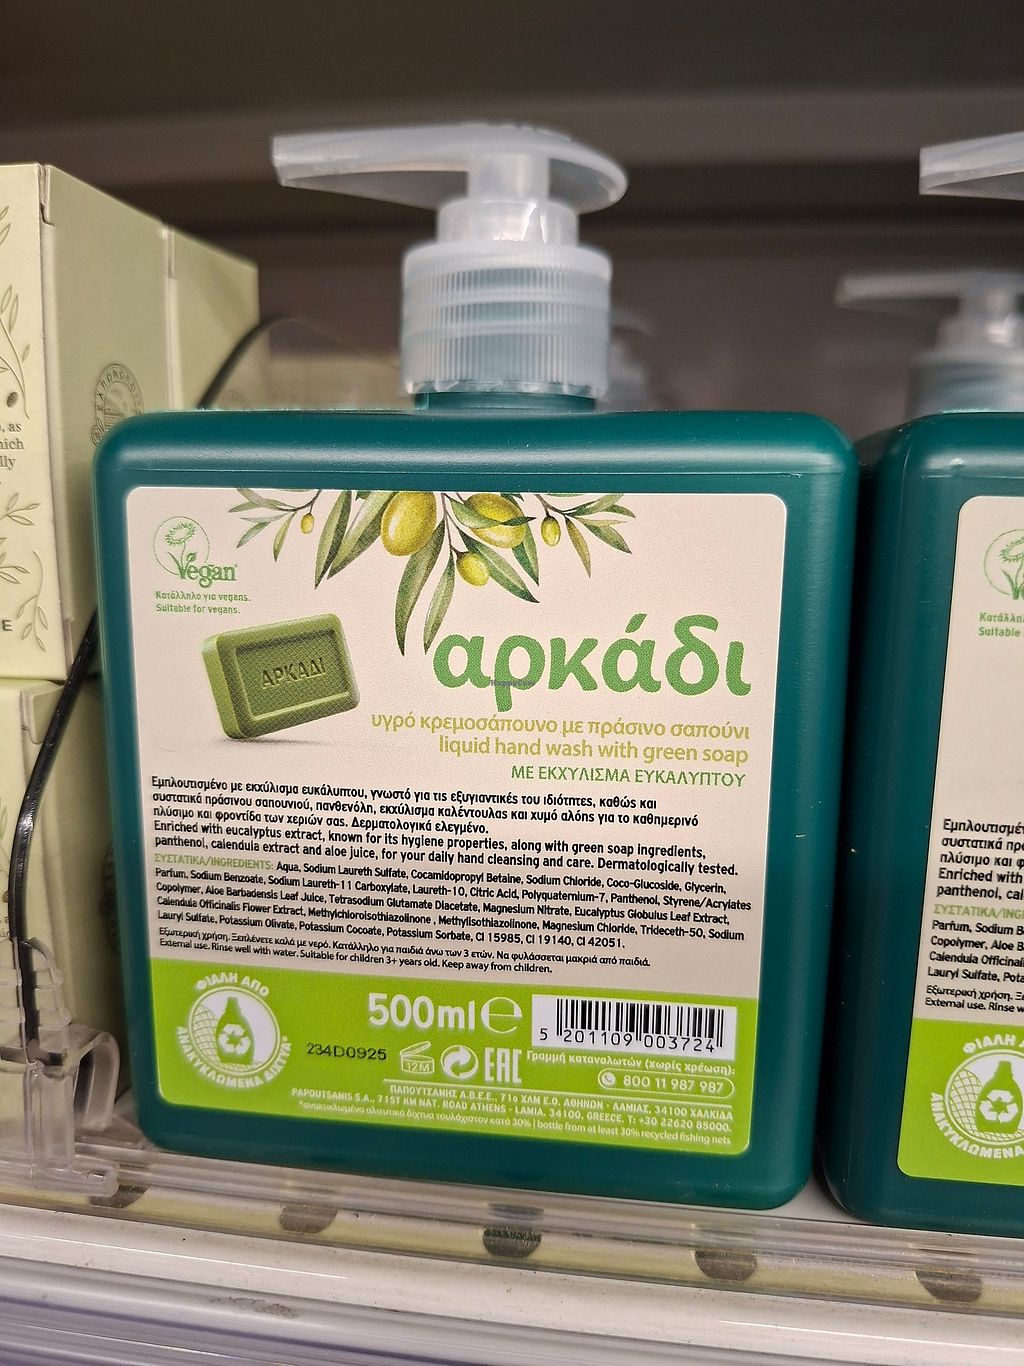 Vegan
Κατάλληλο για vegans.
Suitable for vegans.
ΑΡΚΑΔΙ
αρκάδι
υγρό κρεμοσάπουνο με πράσινο σαπούνι
liquid hand wash with green soap
ΜΕ ΕΚΧΥΛΙΣΜΑ ΕΥΚΑΛΥΠΤΟΥ
Εμπλουτισμένο με εκχύλισμα ευκάλυπτου, γνωστό για τις εξυγιαντικές του ιδιότητες, καθώς και
συστατικά πράσινου σαπουνιού, πανθενόλη, εκχύλισμα καλέντουλας και χυμό αλόης για το καθημερινό
πλύσιμο και φροντίδα των χεριών σας. Δερματολογικά ελεγμένο.
Enriched with eucalyptus extract, known for its hygiene properties, along with green soap ingredients,
panthenol, calendula extract and aloe juice, for your daily hand cleansing and care. Dermatologically tested.
ΣΥΣΤΑΤΙΚΑ/INGREDIENTS: Aqua, Sodium Laureth Sulfate, Cocamidopropyl Betaine, Sodium Chloride, Coco-Glucoside, Glycerin,
Parfum, Sodium Benzoate, Sodium Laureth-11 Carboxylate, Laureth-10, Citric Acid, Polyquaternium-7, Panthenol, Styrene/Acrylates
Copolymer, Aloe Barbadensis Leaf Juice, Tetrasodium Glutamate Diacetate, Magnesium Nitrate, Eucalyptus Globulus Leaf Extract,
Calendula Officinalis Flower Extract, Methylchloroisothiazolinone , Methylisothiazolinone, Magnesium Chloride, Trideceth-50, Sodium
Lauryl Sulfate, Potassium Olivate, Potassium Cocoate, Potassium Sorbate, CI 15985, CI 19140, CI 42051.
Εξωτερική χρήση. Ξεπλένετε καλά με νερό. Κατάλληλο για παιδιά άνω των 3 ετών. Να φυλάσσεται μακριά από παιδιά.
External use. Rinse well with water. Suitable for children 3+ years old. Keep away from children.
ΦΙΑΛΗ ΑΠΟ
ΑΝΑΚΥΚΛΩΜΕΝΑ ΔΙΧΤΥΑ*
500ml e
5 201109 003724
234D0925
12M
EAC
Γραμμή καταναλωτών (χωρίς χρέωση):
800 11 987 987
ΠΑΠΟΥΤΣΑΝΗΣ Α.Β.Ε.Ε., 71ο ΧΛΜ Ε.Ο. ΑΘΗΝΩΝ - ΛΑΜΙΑΣ, 34100 ΧΑΛΚΙΔΑ
PAPOUTSANIS S.A., 71ST KM NAT. ROAD ATHENS - LAMIA, 34100, GREECE. T: +30 22620 85000.
*ανακυκλωμένα αλιευτικά δίχτυα τουλάχιστον κατά 30% | bottle from at least 30% recycled fishing nets